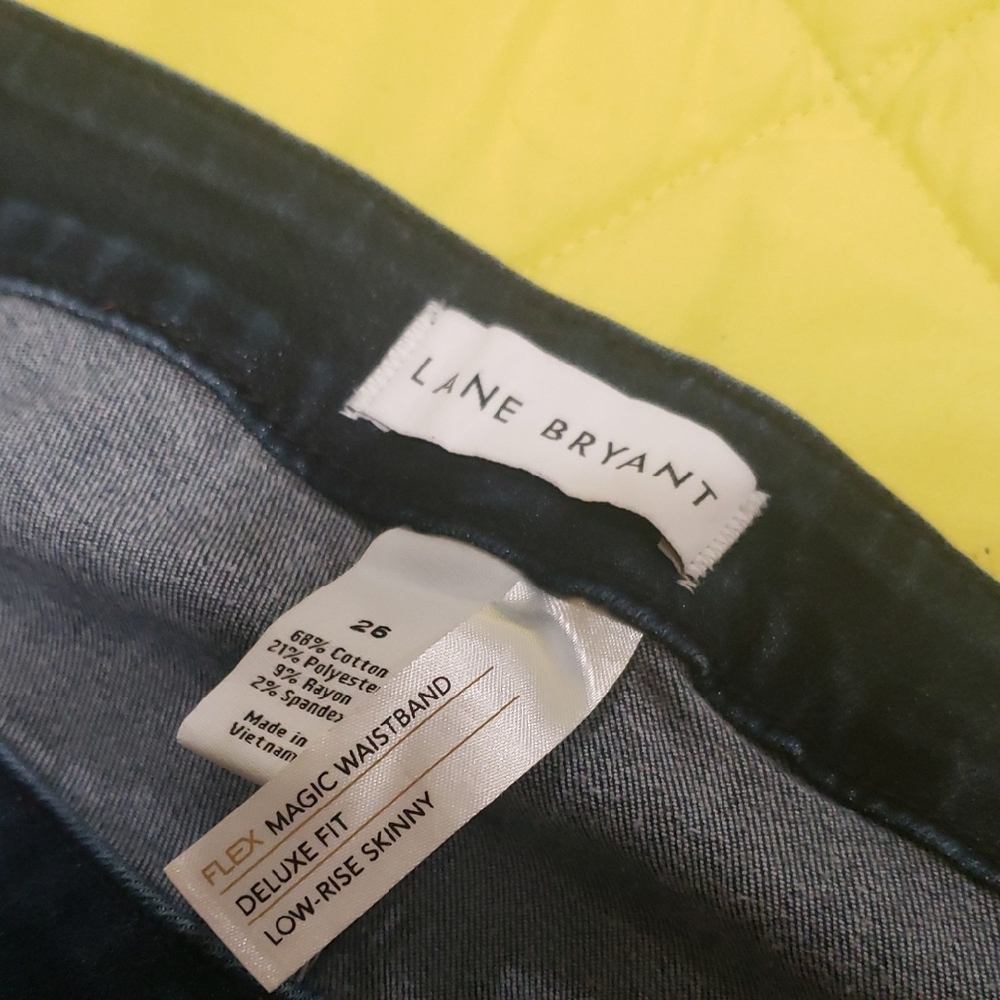 LANE BRYANT
26
68% Cotton
21% Polyeste
9% Rayon
2% Spandex
Made in
Vietnam
FLEX MAGIC WAISTBAND
DELUXE FIT
LOW-RISE SKINNY